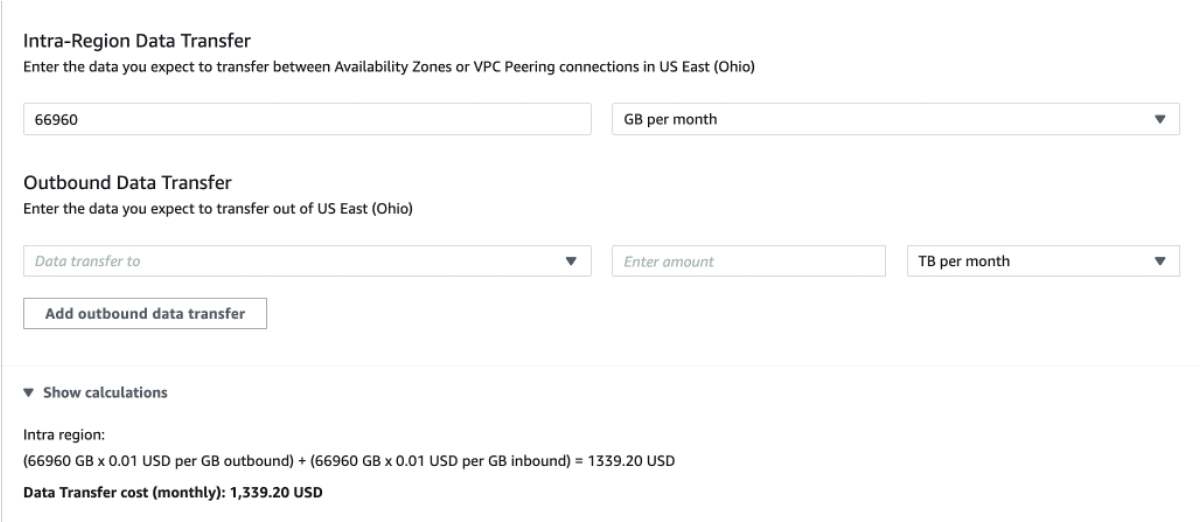 Intra-Region Data Transfer
Enter the data you expect to transfer between Availability Zones or VPC Peering connections in US East (Ohio)
66960
GB per month
Outbound Data Transfer
Enter the data you expect to transfer out of US East (Ohio)
Data transfer to
Enter amount
TB per month
Add outbound data transfer
Show calculations
Intra region:
(66960 GB x 0.01 USD per GB outbound) + (66960 GB x 0.01 USD per GB inbound) = 1339.20 USD
Data Transfer cost (monthly): 1,339.20 USD